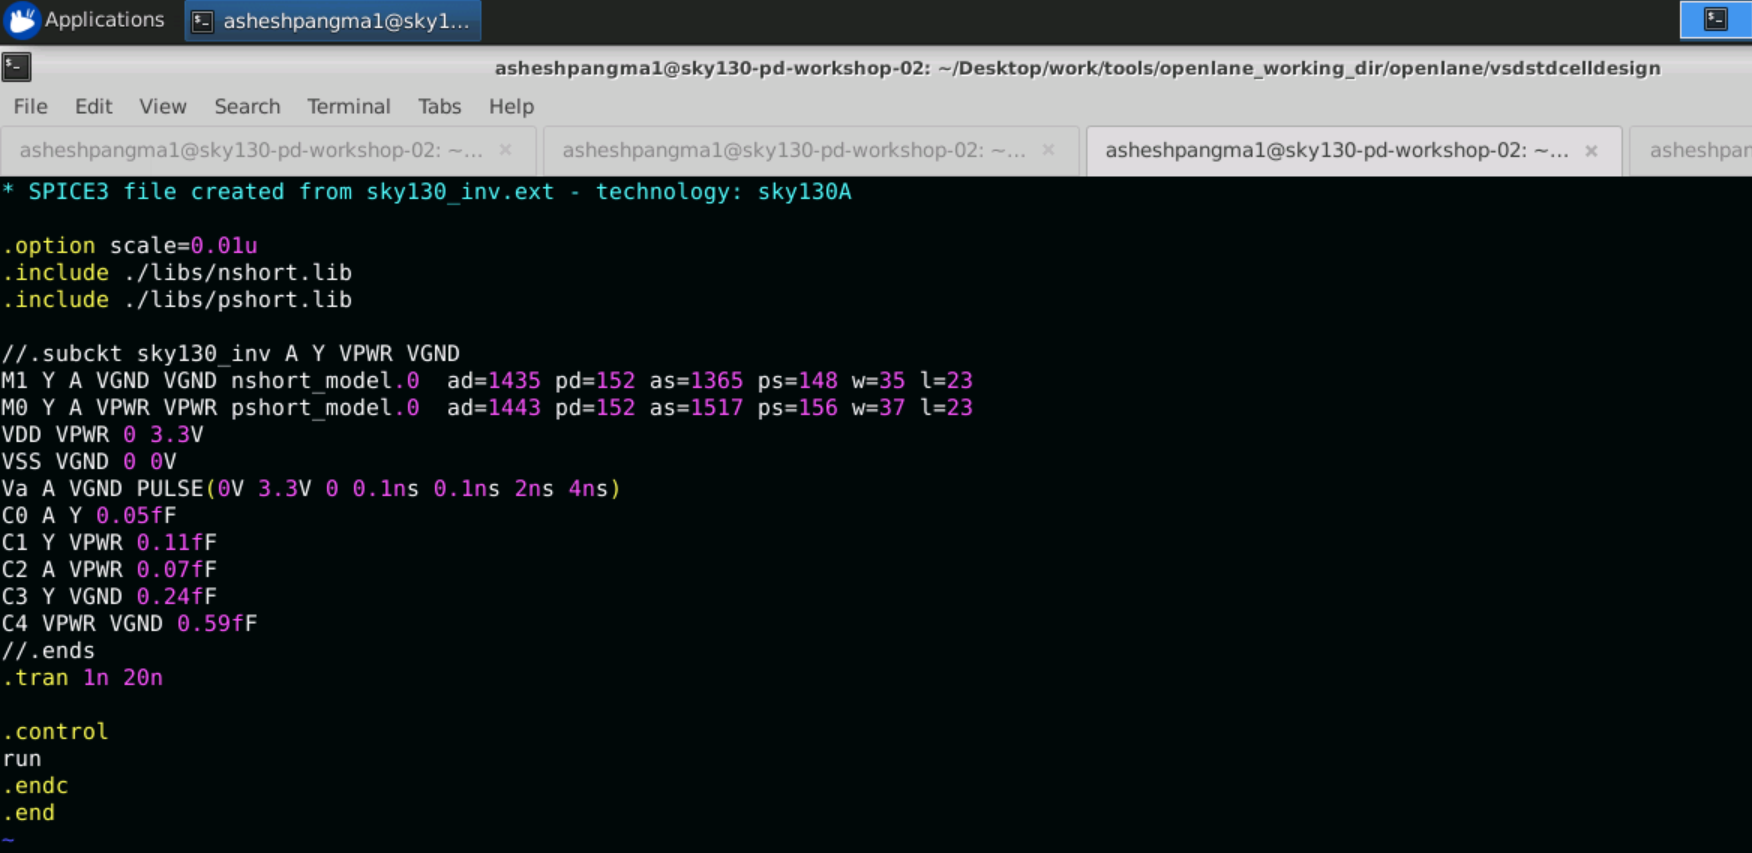 Applications asheshpangma1@sky1...
asheshpangma1@sky130-pd-workshop-02: ~/Desktop/work/tools/openlane_working_dir/openlane/vsdstdcelldesign
File Edit View Search Terminal Tabs Help
asheshpangma1@sky130-pd-workshop-02: ~... × asheshpangma1@sky130-pd-workshop-02: ~... × asheshpangma1@sky130-pd-workshop-02: ~... × asheshpan
* SPICE3 file created from sky130_inv.ext - technology: sky130A
.option scale=0.01u
.include ./libs/nshort.lib
.include ./libs/pshort.lib
//.subckt sky130_inv A Y VPWR VGND
M1 Y A VGND VGND nshort_model.0  ad=1435 pd=152 as=1365 ps=148 w=35 l=23
M0 Y A VPWR VPWR pshort_model.0  ad=1443 pd=152 as=1517 ps=156 w=37 l=23
VDD VPWR 0 3.3V
VSS VGND 0 0V
Va A VGND PULSE(0V 3.3V 0 0.1ns 0.1ns 2ns 4ns)
C0 A Y 0.05fF
C1 Y VPWR 0.11fF
C2 A VPWR 0.07fF
C3 Y VGND 0.24fF
C4 VPWR VGND 0.59fF
//.ends
.tran 1n 20n
.control
run
.endc
.end
~